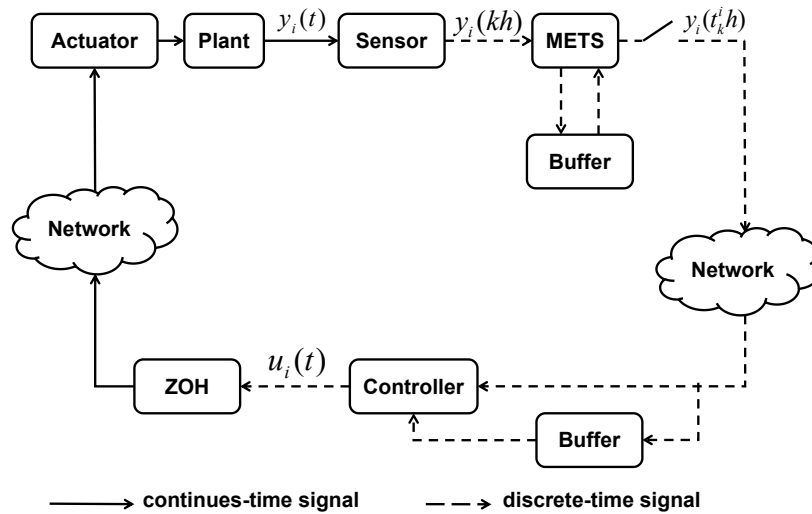 Actuator
Plant
y_i(t)
Sensor
y_i(kh)
METS
y_i(t_k^i h)
Buffer
Network
Network
ZOH
u_i(t)
Controller
Buffer
continues-time signal
discrete-time signal